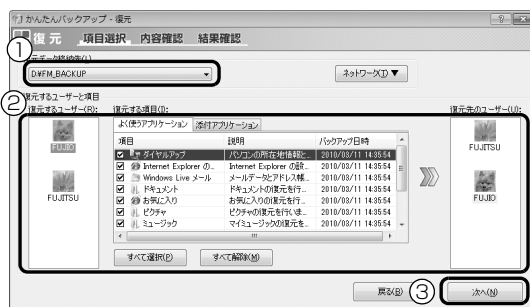 かんたんバックアップ - 復元
復元 項目選択 内容確認 結果確認
①
元データ格納先(L)
D:¥FM_BACKUP
ネットワーク(T) ▼
②
復元するユーザーと項目
復元するユーザー(R): 復元する項目(I): 復元先のユーザー(U):
よく使うアプリケーション 添付アプリケーション
項目 説明 バックアップ日時
ダイヤルアップ パソコンの所在地情報と... 2010/03/11 14:35:54
Internet Explorer の... Internet Explorer の設... 2010/03/11 14:35:54
Windows Live メール メールデータとアドレス帳... 2010/03/11 14:35:54
ドキュメント ドキュメントの復元を行... 2010/03/11 14:35:54
お気に入り お気に入りの復元を行... 2010/03/11 14:35:54
ピクチャ ピクチャの復元を行いま... 2010/03/11 14:35:54
ミュージック マイミュージックの復元を... 2010/03/11 14:35:54
FUJIO
FUJITSU
FUJITSU
FUJIO
すべて選択(P) すべて解除(M)
戻る(B) ③ 次へ(N)